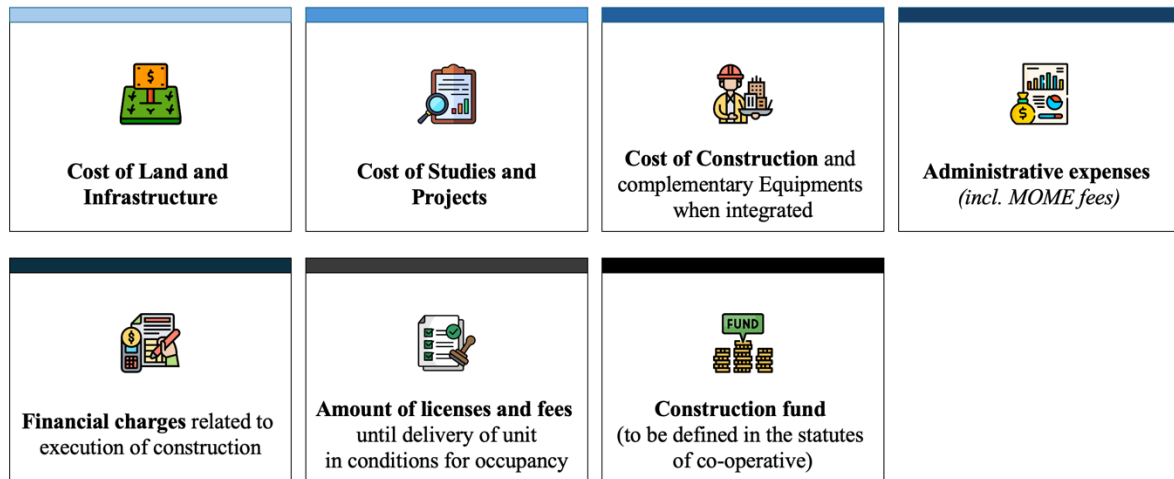 $
Cost of Land and
Infrastructure
Cost of Studies and
Projects
Cost of Construction and
complementary Equipments
when integrated
$
Administrative expenses
(incl. MOME fees)
$
Financial charges related to
execution of construction
Amount of licenses and fees
until delivery of unit
in conditions for occupancy
FUND
Construction fund
(to be defined in the statutes
of co-operative)